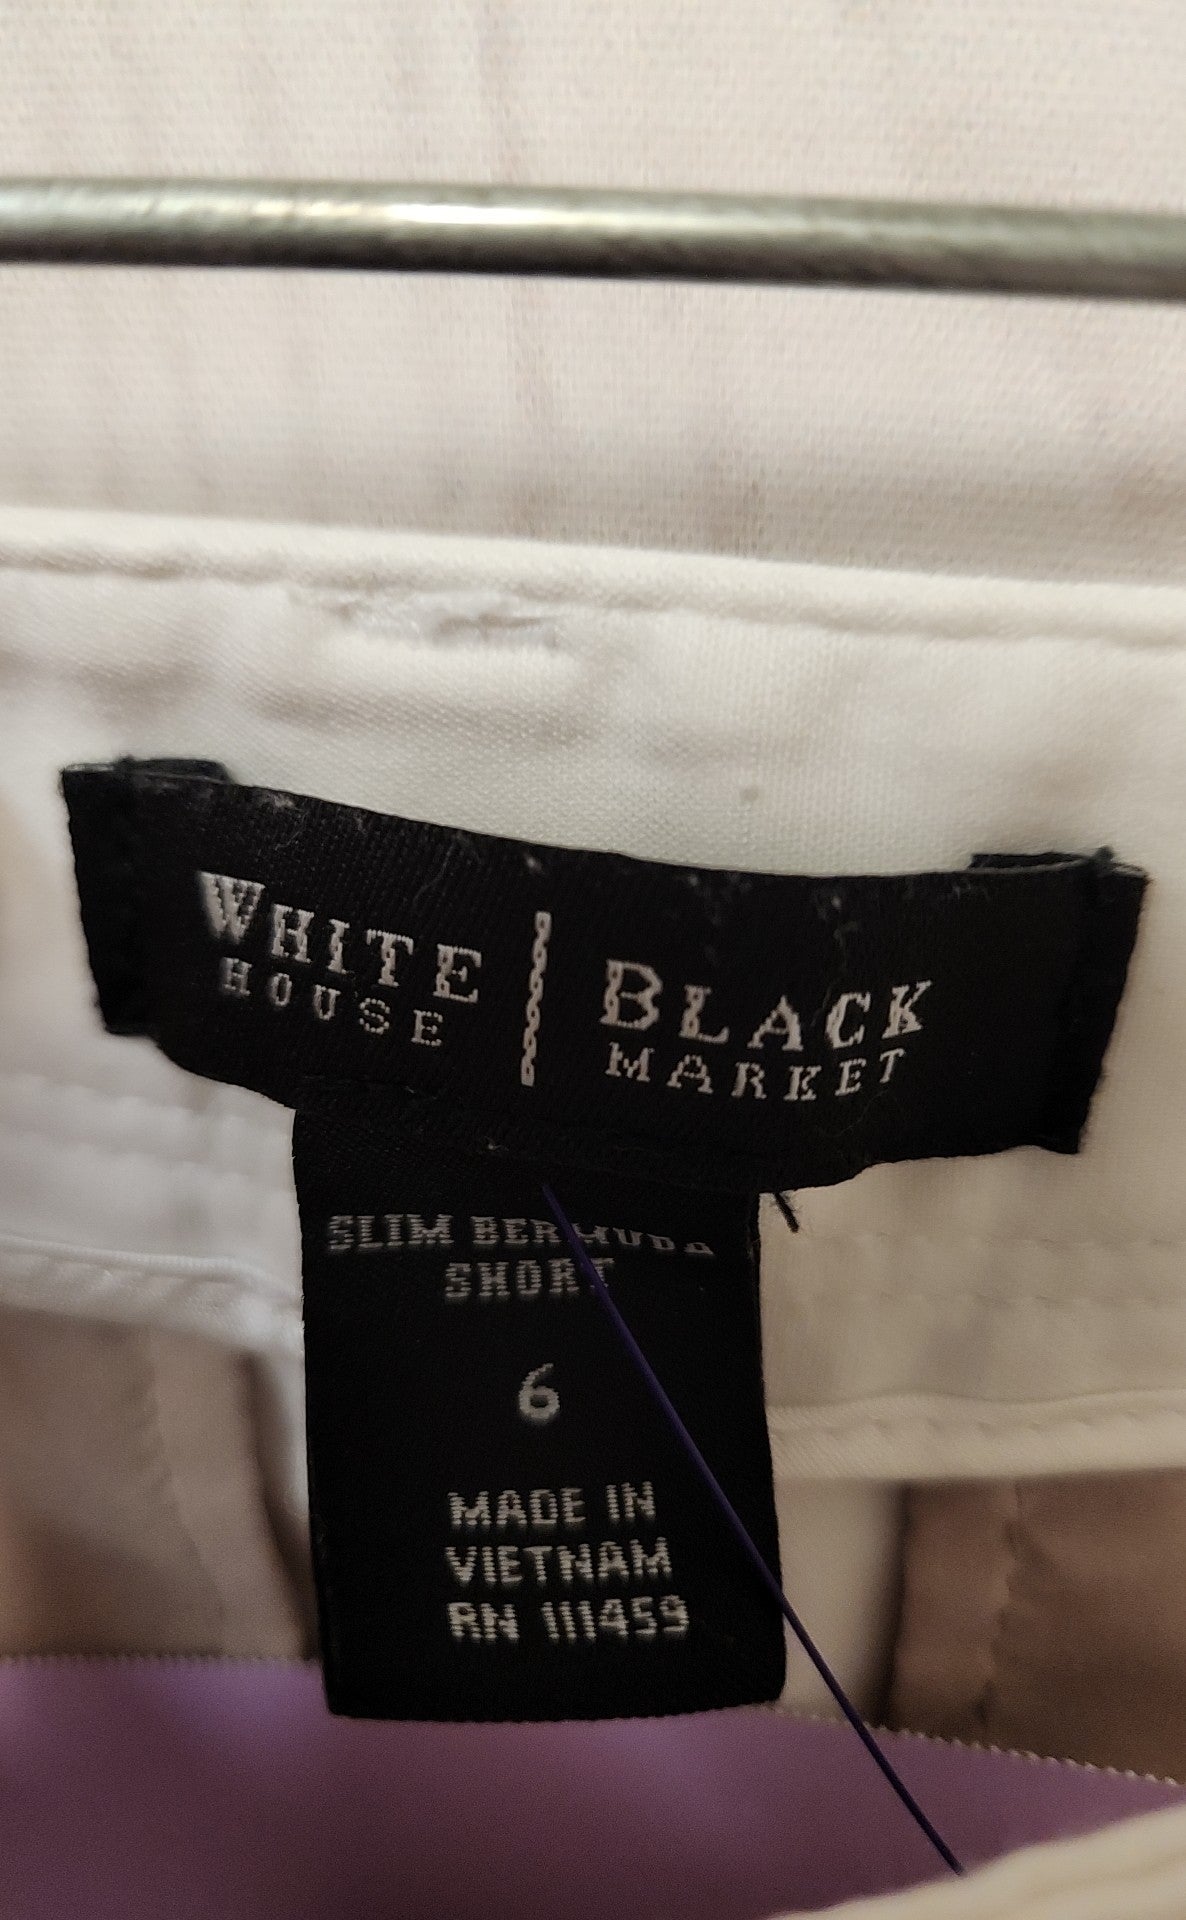 WHITE HOUSE | BLACK MARKET
SLIM BERMUDA
SHORT
6
MADE IN
VIETNAM
RN 111459